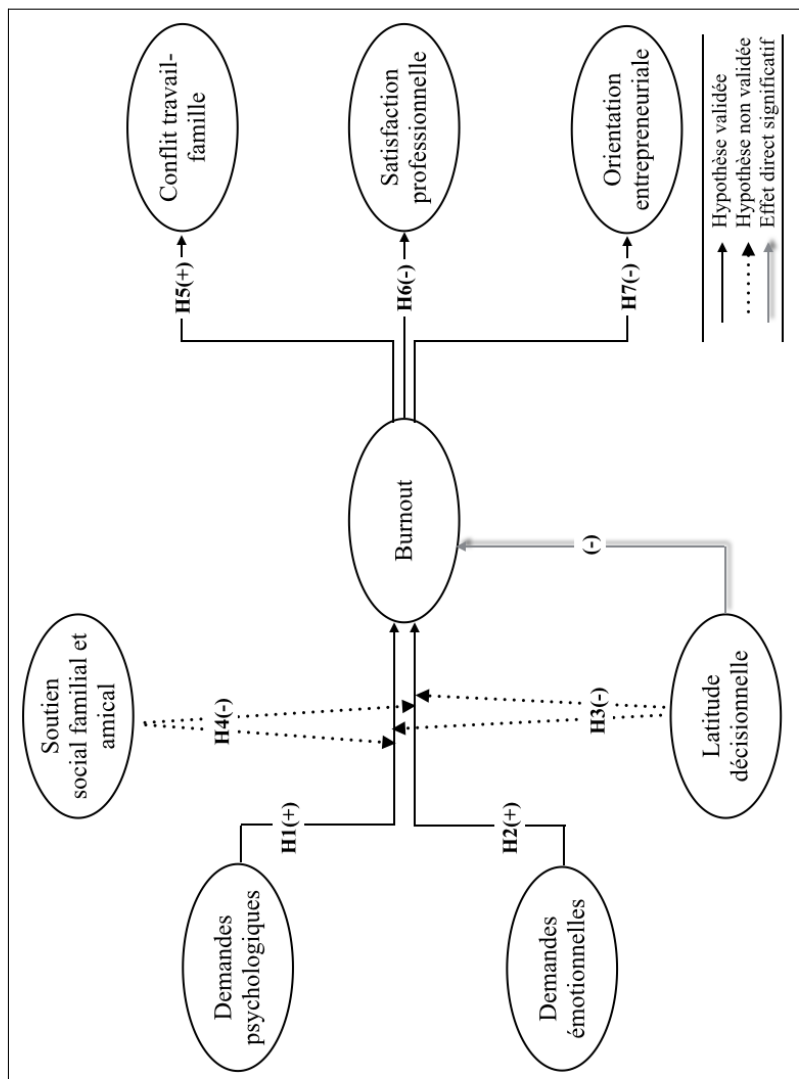 Soutien
social familial et
amical
Demandes
psychologiques
H1(+)
H4(-)
Conflit travail-
famille
H5(+)
Burnout
H6(-)
Satisfaction
professionnelle
Demandes
émotionnelles
H2(+)
H3(-)
(-)
H7(-)
Orientation
entrepreneuriale
Latitude
décisionnelle
Hypothèse validée
Hypothèse non validée
Effet direct significatif